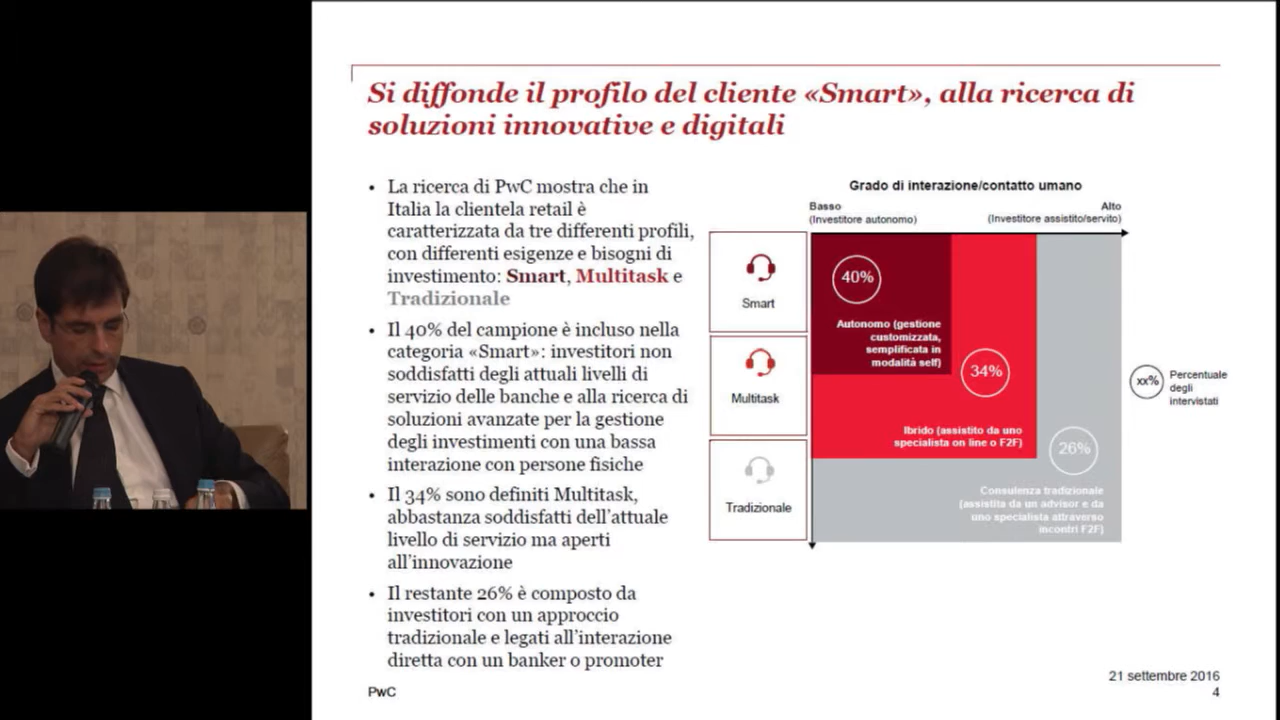 Si diffonde il profilo del cliente «Smart», alla ricerca di
soluzioni innovative e digitali
• La ricerca di PwC mostra che in
Italia la clientela retail è
caratterizzata da tre differenti profili,
con differenti esigenze e bisogni di
investimento: Smart, Multitask e
Tradizionale
• Il 40% del campione è incluso nella
categoria «Smart»: investitori non
soddisfatti degli attuali livelli di
servizio delle banche e alla ricerca di
soluzioni avanzate per la gestione
degli investimenti con una bassa
interazione con persone fisiche
• Il 34% sono definiti Multitask,
abbastanza soddisfatti dell'attuale
livello di servizio ma aperti
all'innovazione
• Il restante 26% è composto da
investitori con un approccio
tradizionale e legati all'interazione
diretta con un banker o promoter
Grado di interazione/contatto umano
Basso
(Investitore autonomo)
Alto
(Investitore assistito/servito)
Smart
Multitask
Tradizionale
40%
Autonomo (gestione
customizzata,
semplificata in
modalità self)
34%
Ibrido (assistito da uno
specialista on line o F2F)
26%
Consulenza tradizionale
(assistita da un advisor e da
uno specialista attraverso
incontri F2F)
xx%
Percentuale
degli
intervistati
PwC
21 settembre 2016
4